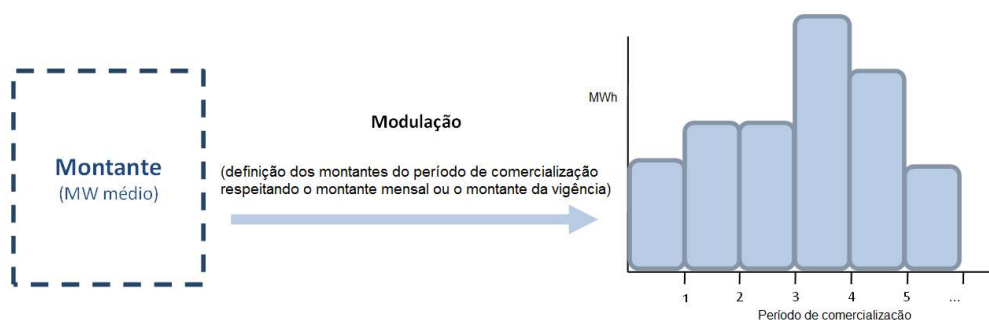 Montante
(MW médio)
Modulação
(definição dos montantes do período de comercialização
respeitando o montante mensal ou o montante da vigência)
MWh
1 2 3 4 5 ...
Período de comercialização